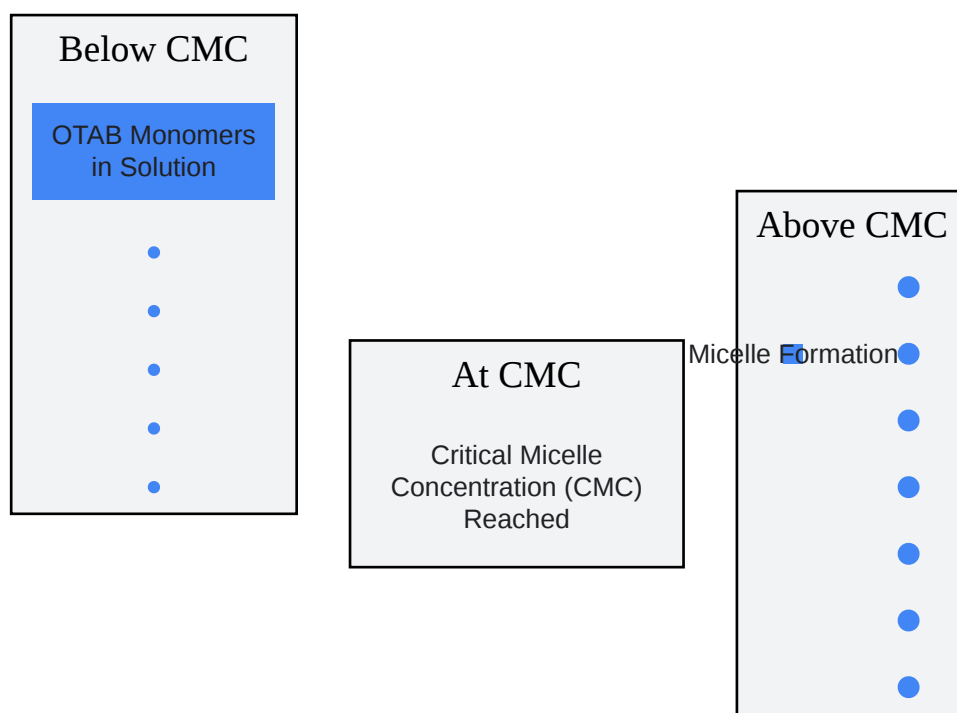 Below CMC
OTAB Monomers
in Solution
At CMC
Critical Micelle
Concentration (CMC)
Reached
Above CMC
Micelle Formation